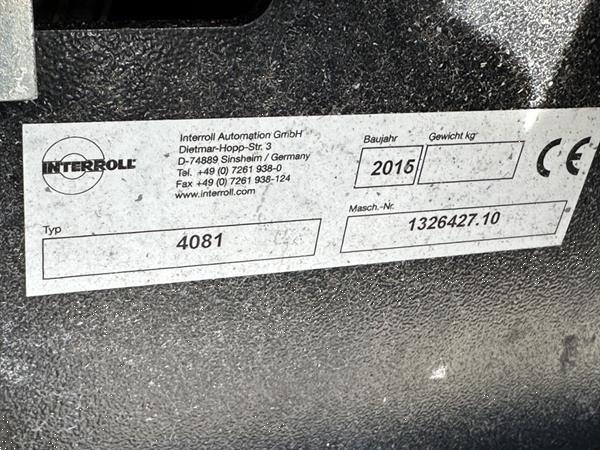 INTERROLL
Interroll Automation GmbH
Dietmar-Hopp-Str. 3
D-74889 Sinsheim / Germany
Tel. +49 (0) 7261 938-0
Fax +49 (0) 7261 938-124
www.interroll.com
Baujahr
2015
Gewicht kg
CE
Typ
4081
Masch.-Nr.
1326427.10